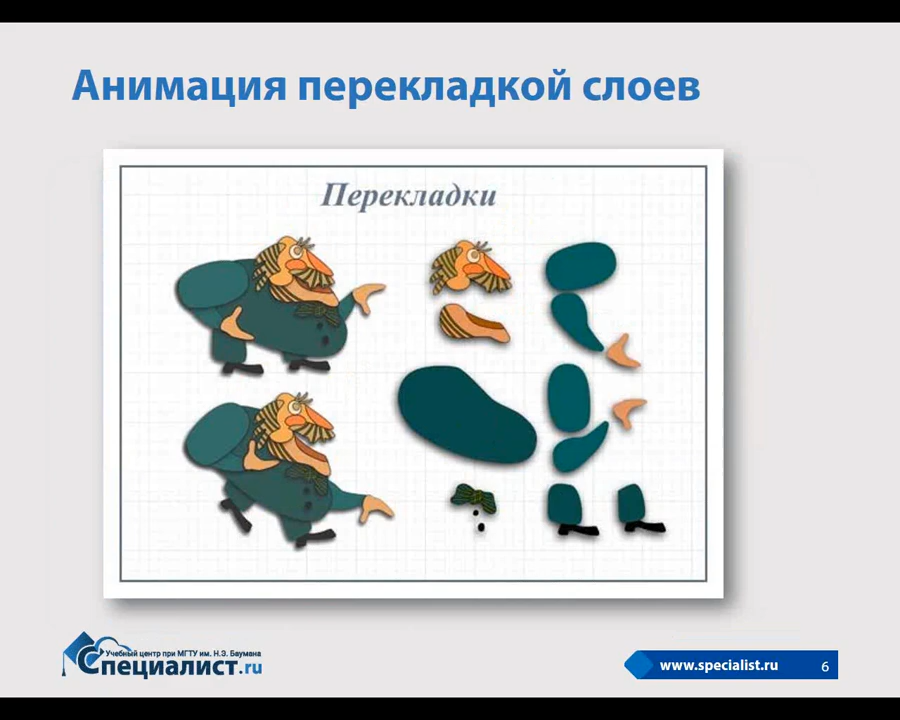 Анимация перекладкой слоев
Перекладки
Учебный центр при МГТУ им. Н.Э. Баумана
Специалист.ru
www.specialist.ru
6